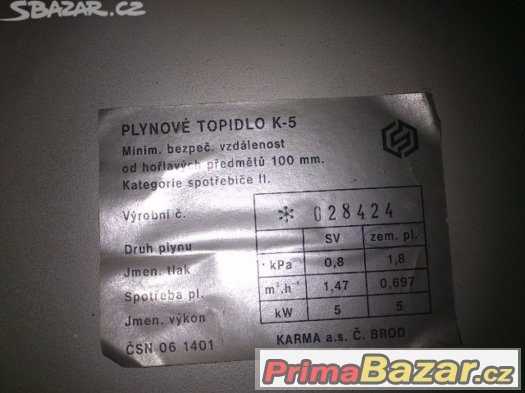 SBAZAR.CZ
PLYNOVÉ TOPIDLO K-5
Minim. bezpeč. vzdálenost
od hořlavých předmětů 100 mm.
Kategorie spotřebiče II.
Výrobní č. * 028424
Druh plynu SV zem. pl.
Jmen. tlak kPa 0,8 1,8
Spotřeba pl. m³.h⁻¹ 1,47 0,697
Jmen. výkon kW 5 5
ČSN 06 1401 KARMA a.s. Č. BROD
PrimaBazar.cz